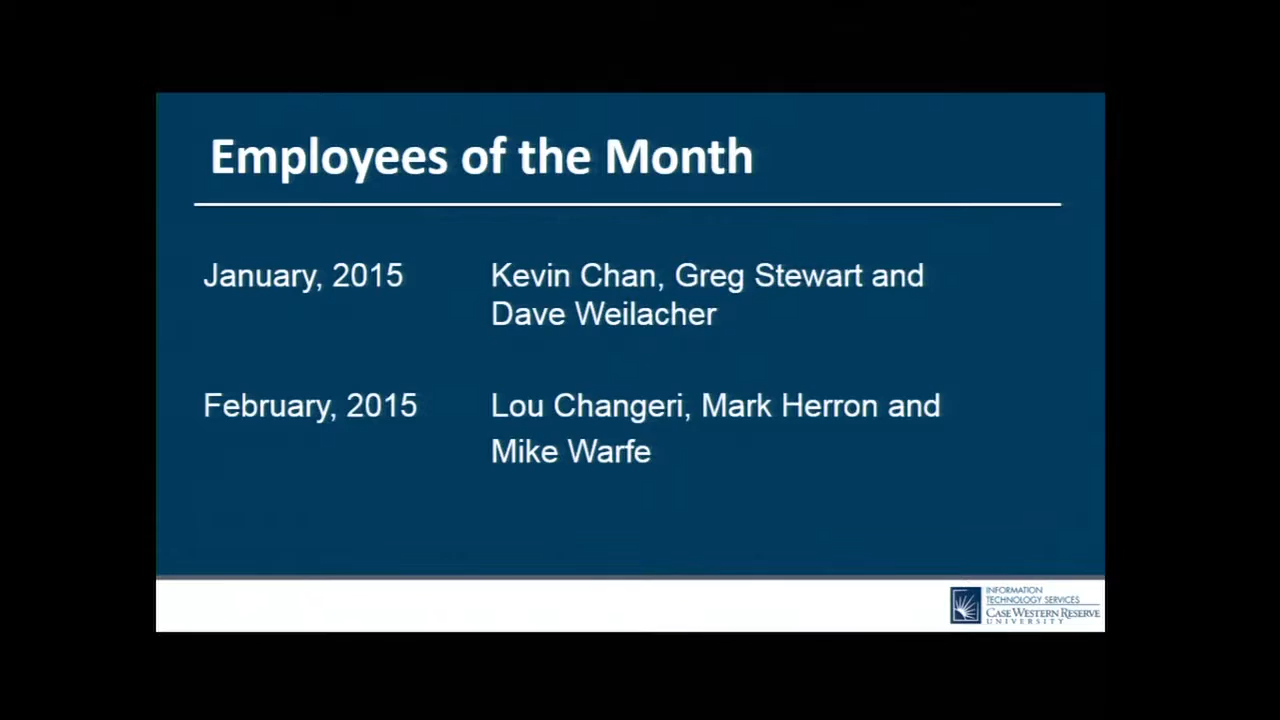 Employees of the Month
January, 2015 Kevin Chan, Greg Stewart and
Dave Weilacher
February, 2015 Lou Changeri, Mark Herron and
Mike Warfe
INFORMATION
TECHNOLOGY SERVICES
CASE WESTERN RESERVE
UNIVERSITY